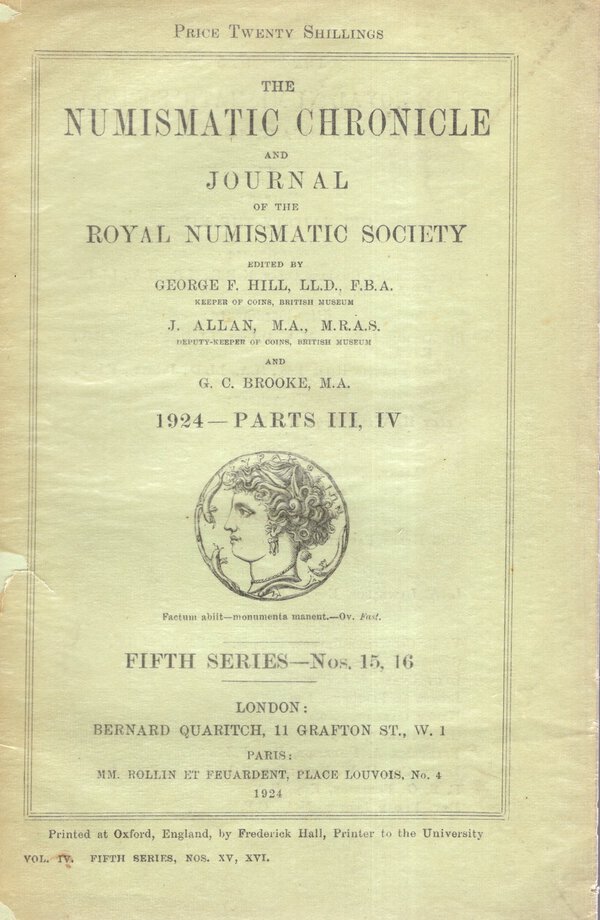 PRICE TWENTY SHILLINGS
THE
NUMISMATIC CHRONICLE
AND
JOURNAL
OF THE
ROYAL NUMISMATIC SOCIETY
EDITED BY
GEORGE F. HILL, LL.D., F.B.A.
KEEPER OF COINS, BRITISH MUSEUM
J. ALLAN, M.A., M.R.A.S.
DEPUTY-KEEPER OF COINS, BRITISH MUSEUM
AND
G. C. BROOKE, M.A.
1924—PARTS III, IV
Factum abiit—monumenta manent.—Ov. Fast.
FIFTH SERIES—Nos. 15, 16
LONDON:
BERNARD QUARITCH, 11 GRAFTON ST., W. 1
PARIS:
MM. ROLLIN ET FEUARDENT, PLACE LOUVOIS, No. 4
1924
Printed at Oxford, England, by Frederick Hall, Printer to the University
VOL. IV. FIFTH SERIES, NOS. XV, XVI.